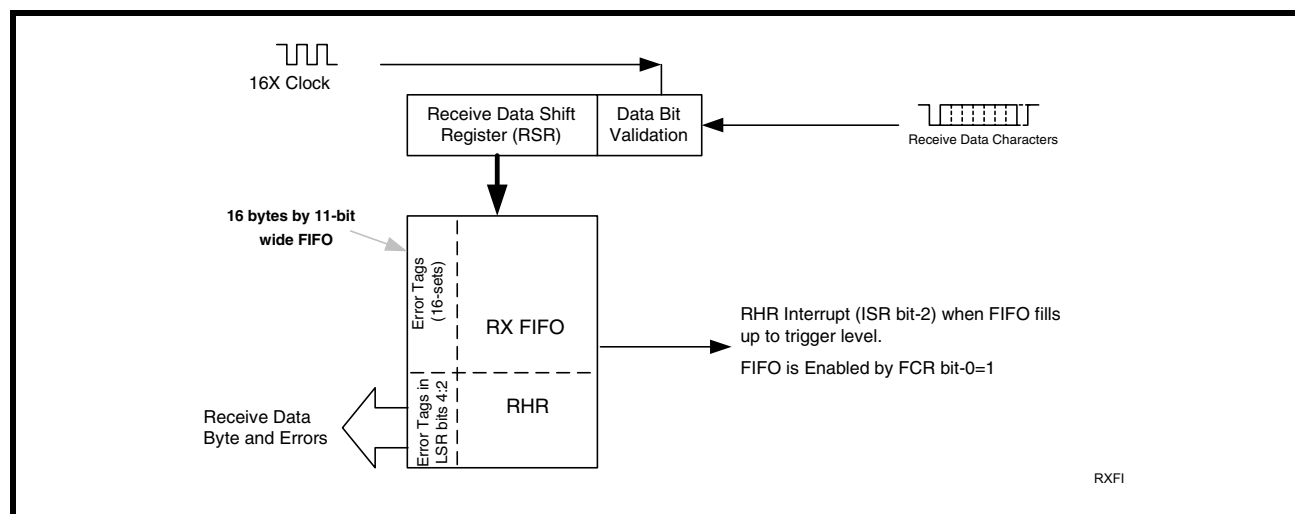 16X Clock
Receive Data Shift
Register (RSR)
Data Bit
Validation
Receive Data Characters
16 bytes by 11-bit
wide FIFO
Error Tags
(16-sets)
RX FIFO
RHR Interrupt (ISR bit-2) when FIFO fills
up to trigger level.
FIFO is Enabled by FCR bit-0=1
Error Tags in
LSR bits 4:2
RHR
Receive Data
Byte and Errors
RXFI